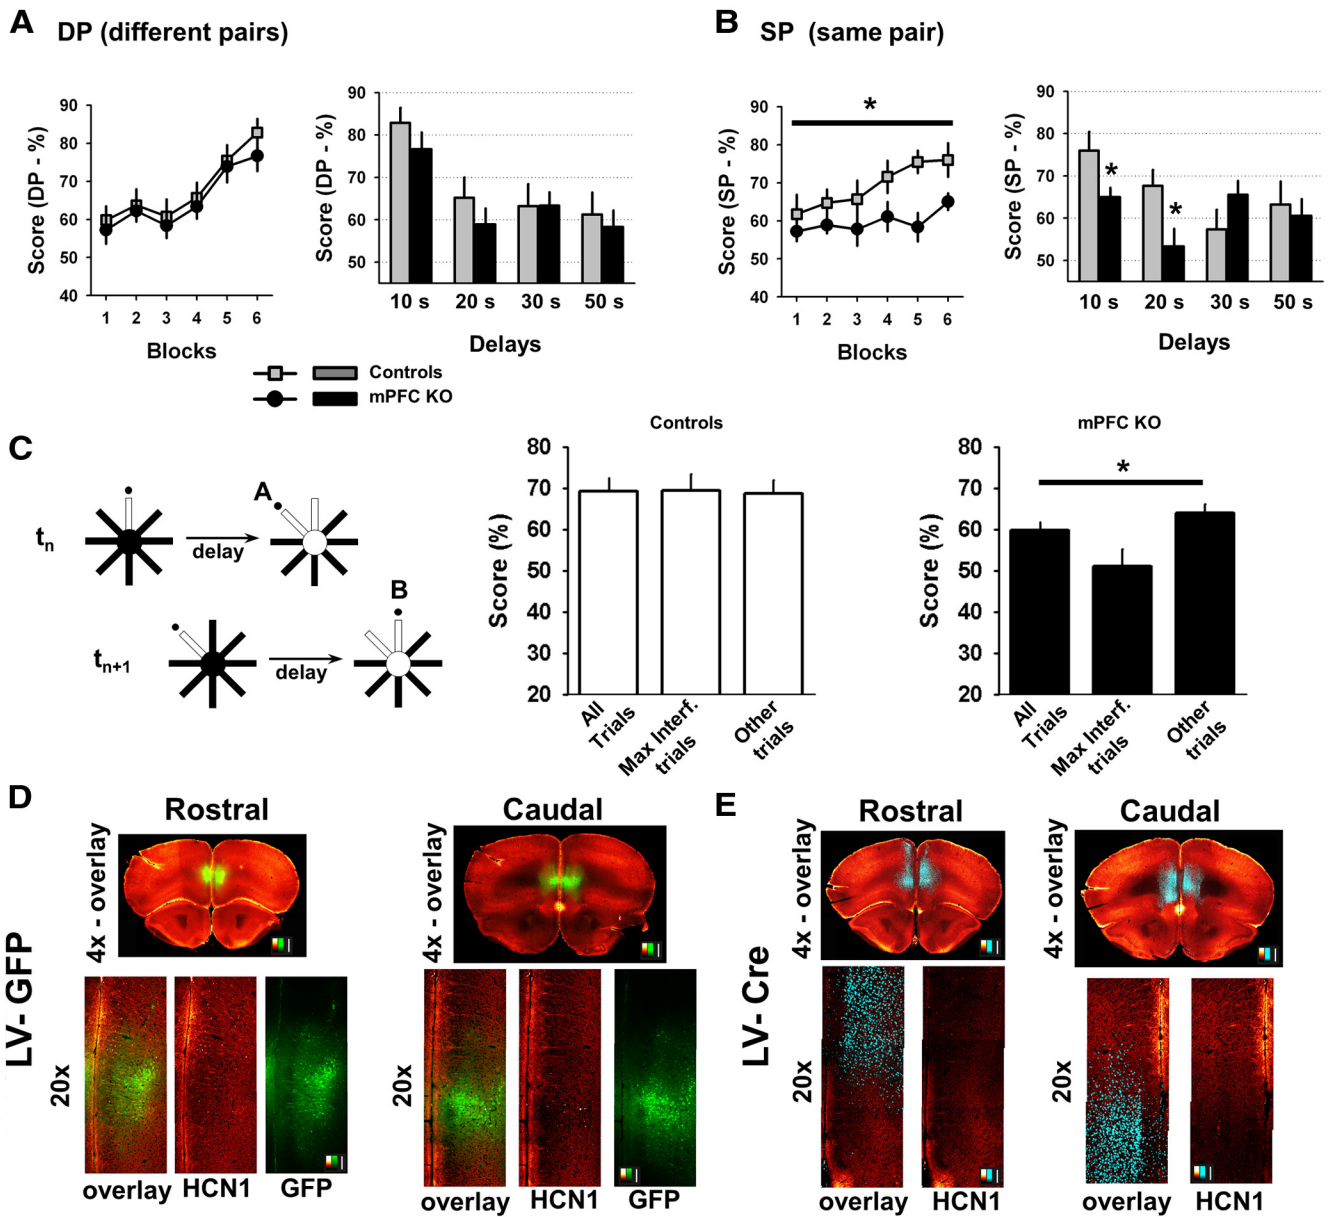 A DP (different pairs)
B SP (same pair)
Score (DP - %)
90
80
70
60
50
40
1 2 3 4 5 6
Blocks
Score (DP - %)
90
80
70
60
50
10 s 20 s 30 s 50 s
Delays
Score (SP - %)
90
80
70
60
50
40
*
1 2 3 4 5 6
Blocks
Score (SP - %)
90
80
70
60
50
* *
10 s 20 s 30 s 50 s
Delays
Controls
mPFC KO
C
tn
delay
A
tn+1
delay
B
Controls
Score (%)
80
70
60
50
40
30
20
All Trials
Max Interf. trials
Other trials
mPFC KO
Score (%)
80
70
60
50
40
30
20
*
All Trials
Max Interf. trials
Other trials
D
LV- GFP
Rostral
Caudal
4x - overlay
4x - overlay
20x
20x
overlay HCN1 GFP
overlay HCN1 GFP
E
LV- Cre
Rostral
Caudal
4x - overlay
4x - overlay
20x
20x
overlay HCN1
overlay HCN1